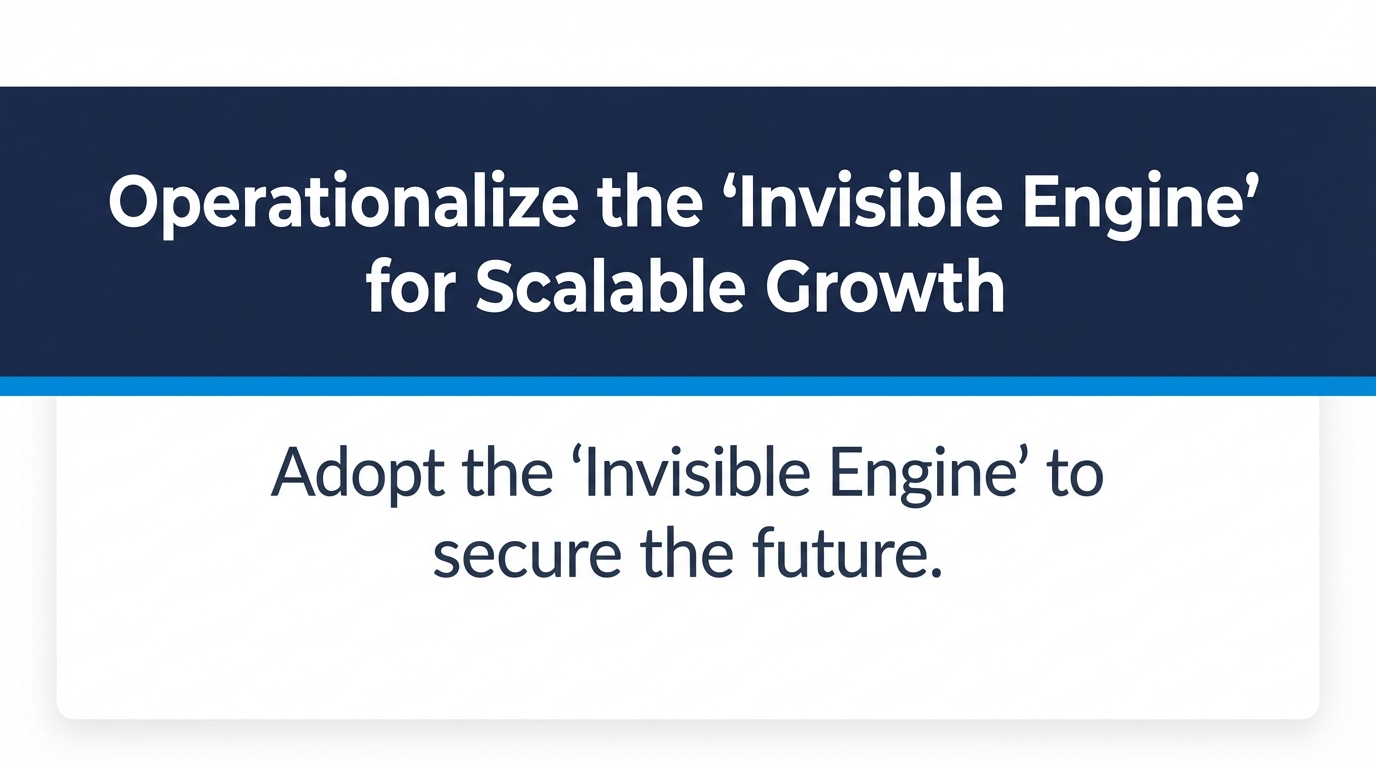 Operationalize the ‘Invisible Engine’
for Scalable Growth
Adopt the ‘Invisible Engine’ to
secure the future.